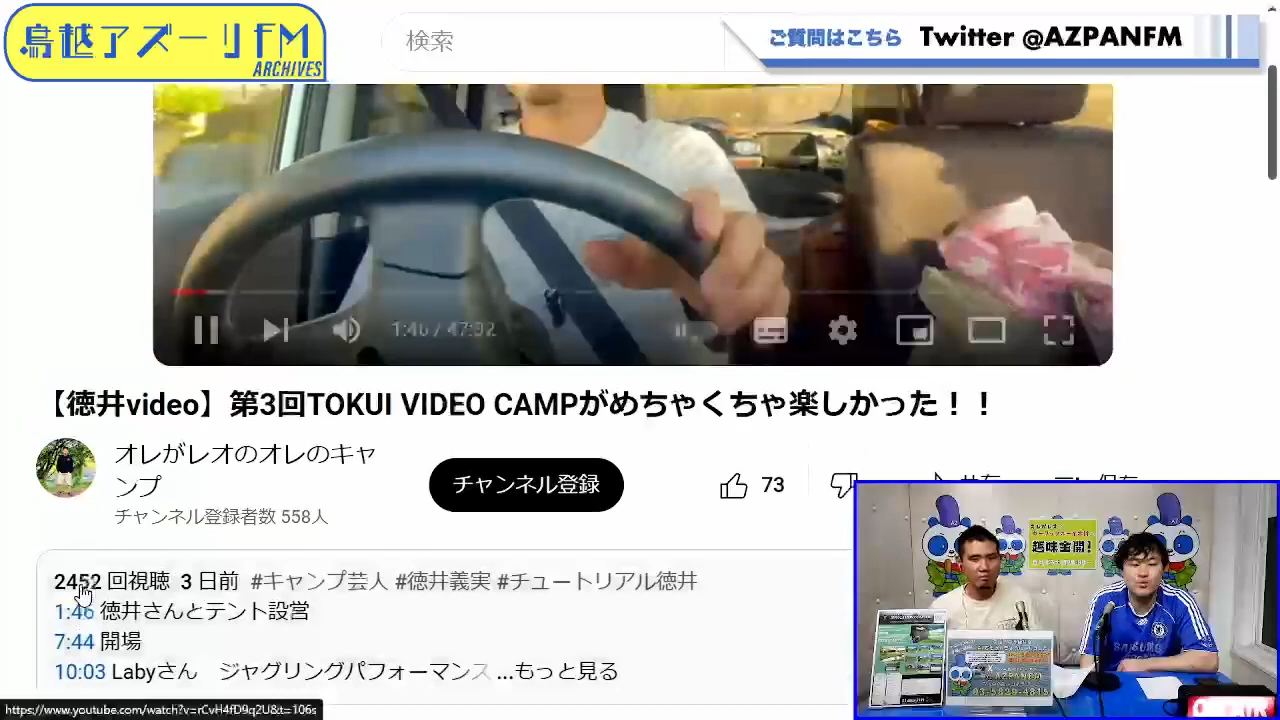 鳥越アズーリFM
ARCHIVES
検索
ご質問はこちら Twitter @AZPANFM
1:46 / 47:32
【徳井video】第3回TOKUI VIDEO CAMPがめちゃくちゃ楽しかった！！
オレがレオのオレのキャ
ンプ
チャンネル登録者数 558人
チャンネル登録
73
2452 回視聴 3 日前 #キャンプ芸人 #徳井義実 #チュートリアル徳井
1:46 徳井さんとテント設営
7:44 開場
10:03 Labyさん ジャグリングパフォーマンス ...もっと見る
趣味全開！
SAMSUNG
AZPANFM
03-5829-4815